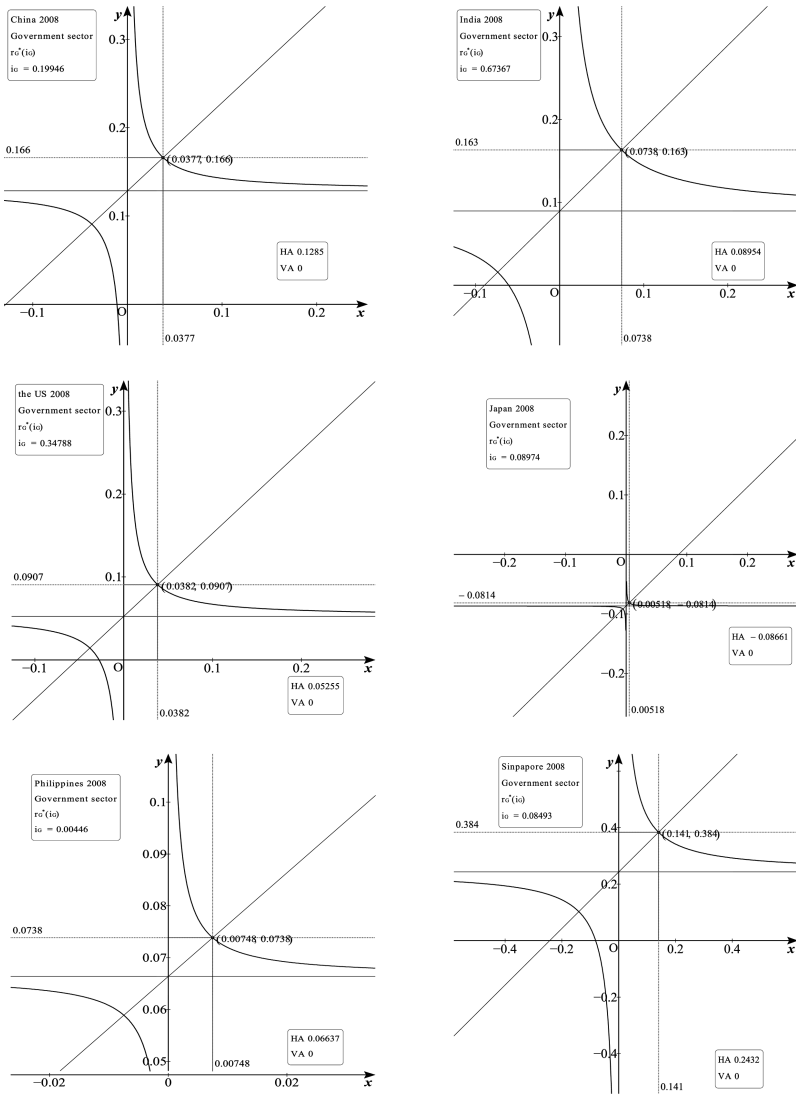 China 2008
Government sector
rG*(iG)
iG = 0.19946
y
0.3
0.2
0.166
(0.0377, 0.166)
0.1
HA 0.1285
VA 0
−0.1
O
0.1
0.2
x
0.0377
India 2008
Government sector
rG*(iG)
iG = 0.67367
y
0.3
0.2
0.163
(0.0738, 0.163)
0.1
HA 0.08954
VA 0
−0.1
O
0.1
0.2
x
0.0738
the US 2008
Government sector
rG*(iG)
iG = 0.34788
y
0.3
0.2
0.1
0.0907
(0.0382, 0.0907)
−0.1
O
0.1
0.2
x
HA 0.05255
VA 0
0.0382
Japan 2008
Government sector
rG*(iG)
iG = 0.08974
y
0.2
0.1
−0.2
−0.1
O
0.1
0.2
x
−0.0814
(0.00518, −0.0814)
−0.1
HA −0.08661
VA 0
−0.2
0.00518
Philippines 2008
Government sector
rG*(iG)
iG = 0.00446
y
0.1
0.09
0.08
0.0738
(0.00748, 0.0738)
0.07
0.06
HA 0.06637
VA 0
0.05
0.00748
−0.02
0
0.02
x
Sinpapore 2008
Government sector
rG*(iG)
iG = 0.08493
y
0.4
0.384
(0.141, 0.384)
0.2
−0.4
−0.2
O
0.2
0.4
x
−0.2
−0.4
HA 0.2432
VA 0
0.141